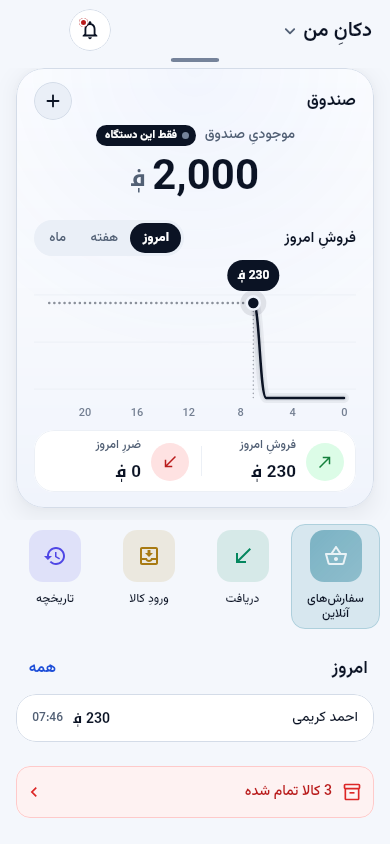 دکانِ من
صندوق
موجودیِ صندوق
فقط این دستگاه
2,000 ؋
فروشِ امروز
امروز
هفته
ماه
230 ؋
20 16 12 8 4 0
فروشِ امروز
230 ؋
ضررِ امروز
0 ؋
سفارش‌های
آنلاین
دریافت
ورودِ کالا
تاریخچه
امروز
همه
احمد کریمی
230 ؋
07:46
3 کالا تمام شده